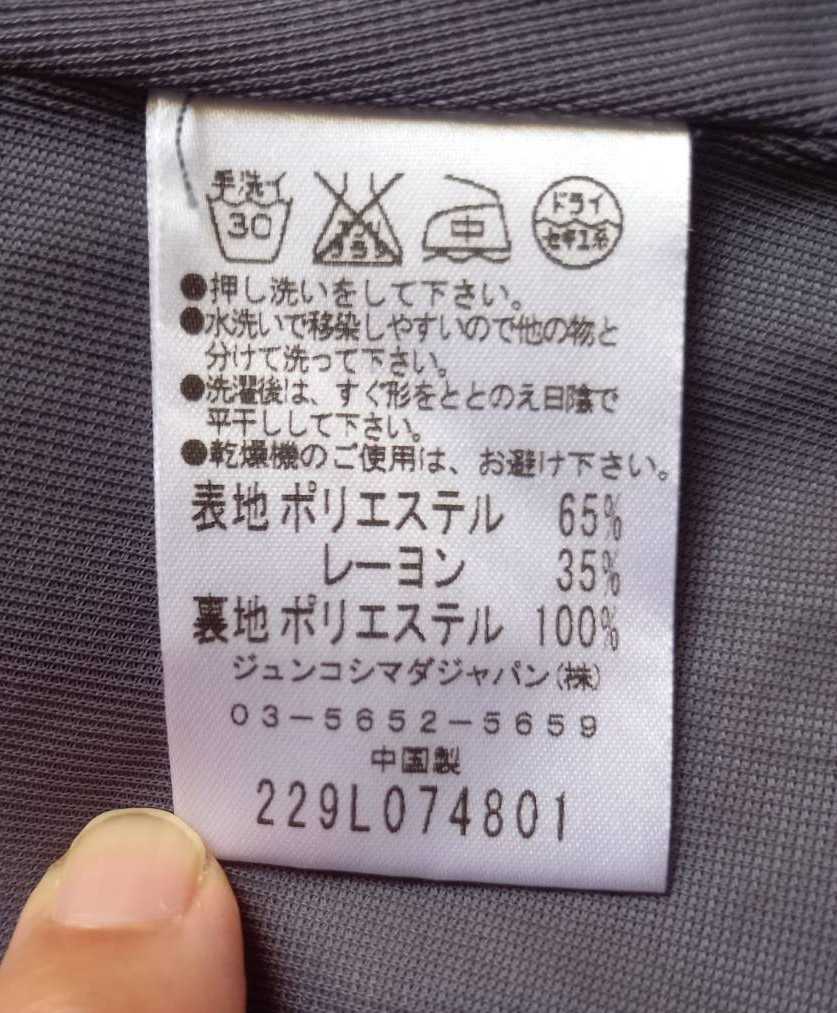 手洗イ
30
エンソ
サラシ
中
ドライ
セキユ系
●押し洗いをして下さい。
●水洗いで移染しやすいので他の物と
分けて洗って下さい。
●洗濯後は、すぐ形をととのえ日陰で
平干しして下さい。
●乾燥機のご使用は、お避け下さい。
表地 ポリエステル 65%
レーヨン 35%
裏地 ポリエステル 100%
ジュンコシマダジャパン(株)
03-5652-5659
中国製
229L074801